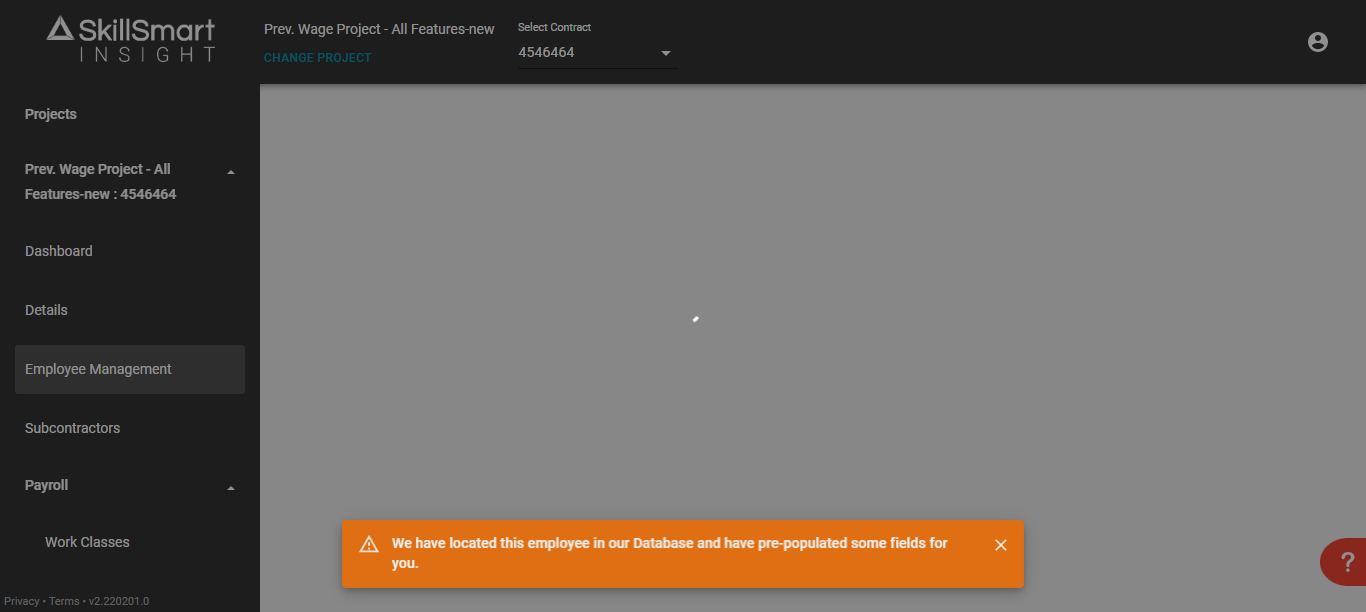 SkillSmart
INSIGHT
Prev. Wage Project - All Features-new
CHANGE PROJECT
Select Contract
4546464
Projects
Prev. Wage Project - All
Features-new : 4546464
Dashboard
Details
Employee Management
Subcontractors
Payroll
Work Classes
We have located this employee in our Database and have pre-populated some fields for
you.
?
Privacy • Terms • v2.220201.0